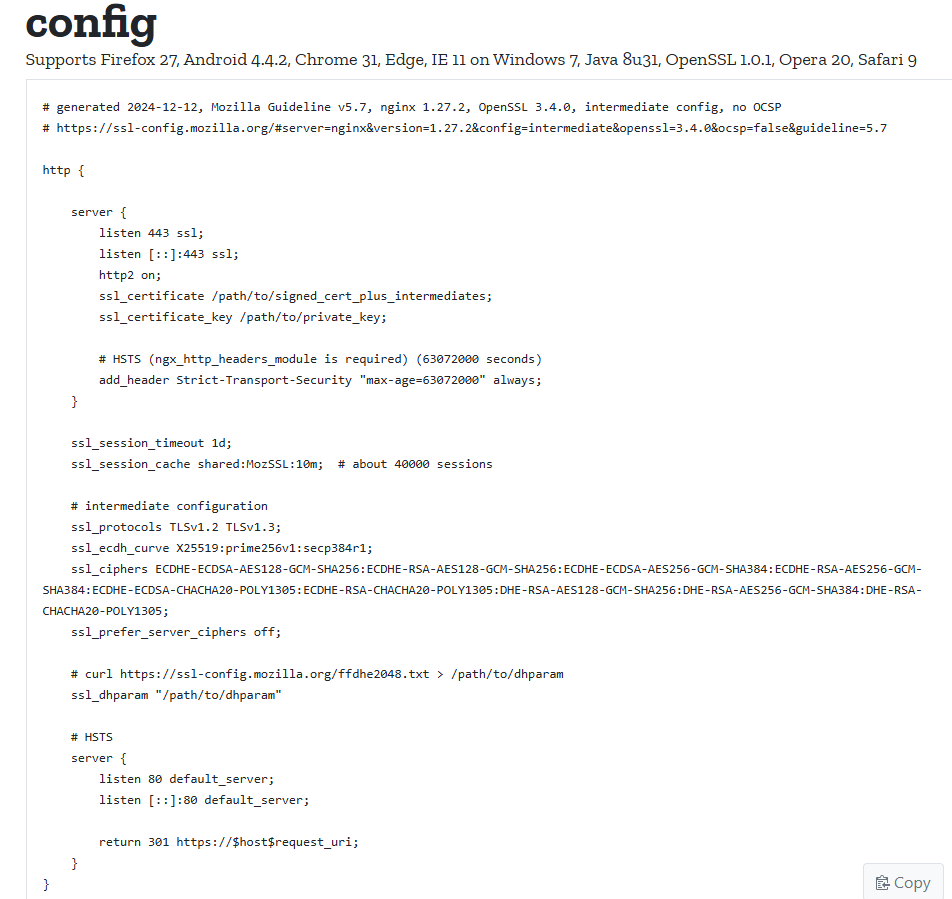 config
Supports Firefox 27, Android 4.4.2, Chrome 31, Edge, IE 11 on Windows 7, Java 8u31, OpenSSL 1.0.1, Opera 20, Safari 9
# generated 2024-12-12, Mozilla Guideline v5.7, nginx 1.27.2, OpenSSL 3.4.0, intermediate config, no OCSP
# https://ssl-config.mozilla.org/#server=nginx&version=1.27.2&config=intermediate&openssl=3.4.0&ocsp=false&guideline=5.7
http {
server {
listen 443 ssl;
listen [::]:443 ssl;
http2 on;
ssl_certificate /path/to/signed_cert_plus_intermediates;
ssl_certificate_key /path/to/private_key;
# HSTS (ngx_http_headers_module is required) (63072000 seconds)
add_header Strict-Transport-Security "max-age=63072000" always;
}
ssl_session_timeout 1d;
ssl_session_cache shared:MozSSL:10m;  # about 40000 sessions
# intermediate configuration
ssl_protocols TLSv1.2 TLSv1.3;
ssl_ecdh_curve X25519:prime256v1:secp384r1;
ssl_ciphers ECDHE-ECDSA-AES128-GCM-SHA256:ECDHE-RSA-AES128-GCM-SHA256:ECDHE-ECDSA-AES256-GCM-SHA384:ECDHE-RSA-AES256-GCM-
SHA384:ECDHE-ECDSA-CHACHA20-POLY1305:ECDHE-RSA-CHACHA20-POLY1305:DHE-RSA-AES128-GCM-SHA256:DHE-RSA-AES256-GCM-SHA384:DHE-RSA-
CHACHA20-POLY1305;
ssl_prefer_server_ciphers off;
# curl https://ssl-config.mozilla.org/ffdhe2048.txt > /path/to/dhparam
ssl_dhparam "/path/to/dhparam"
# HSTS
server {
listen 80 default_server;
listen [::]:80 default_server;
return 301 https://$host$request_uri;
}
}
Copy